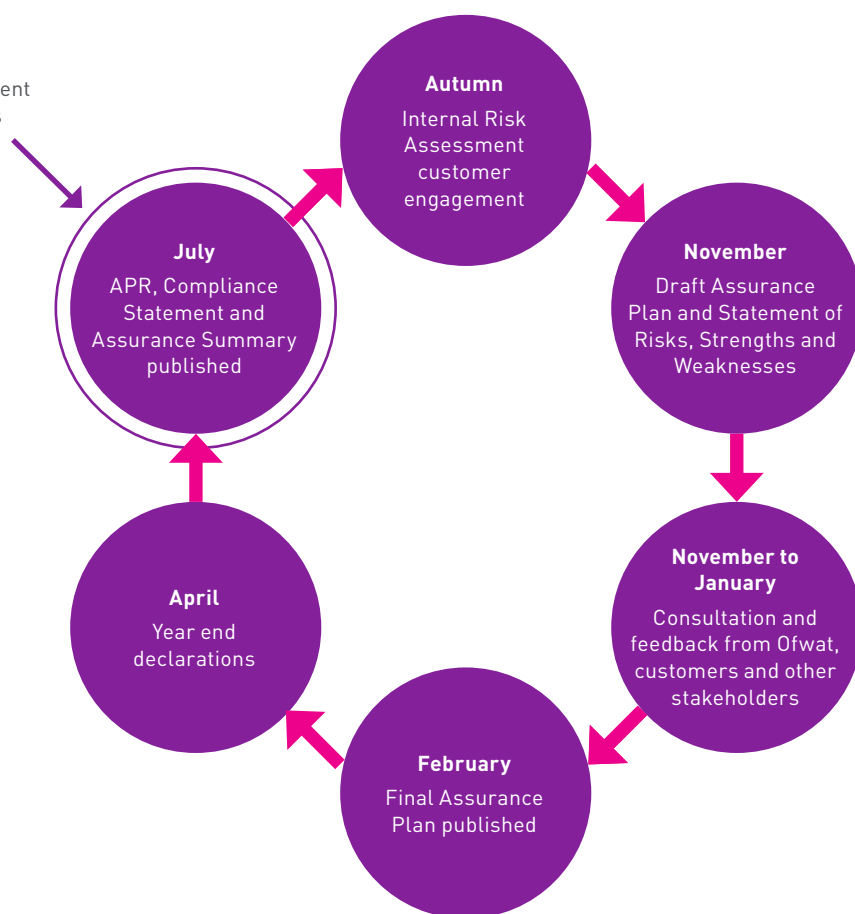 Autumn
Internal Risk
Assessment
customer
engagement
November
Draft Assurance
Plan and Statement of
Risks, Strengths and
Weaknesses
November to
January
Consultation and
feedback from Ofwat,
customers and other
stakeholders
February
Final Assurance
Plan published
April
Year end
declarations
July
APR, Compliance
Statement and
Assurance Summary
published